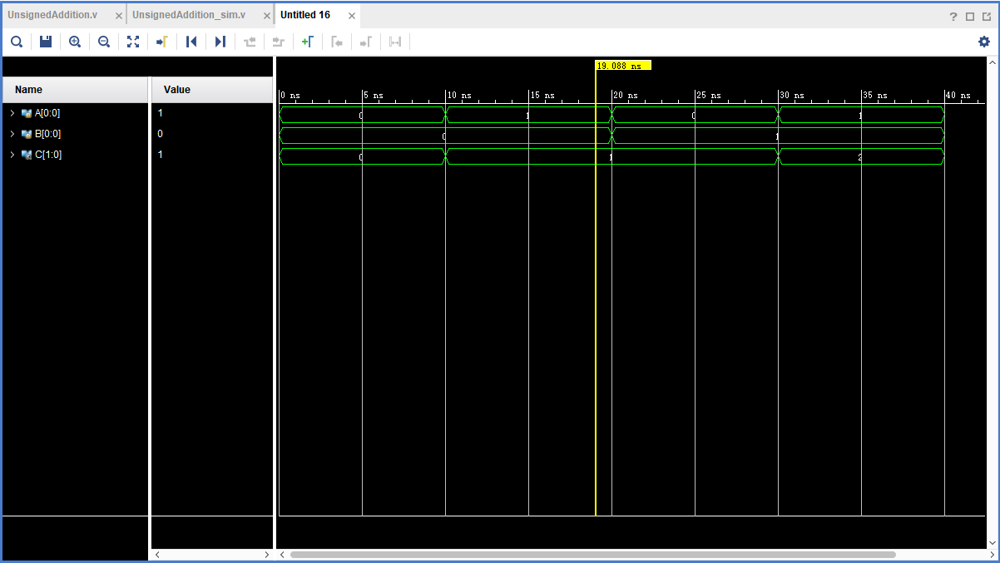 UnsignedAddition.v × UnsignedAddition_sim.v × Untitled 16 ×
19.088 ns
Name Value
0 ns 5 ns 10 ns 15 ns 20 ns 25 ns 30 ns 35 ns 40 ns
A[0:0] 1 0 1 0 1
B[0:0] 0 0 1
C[1:0] 1 0 1 2